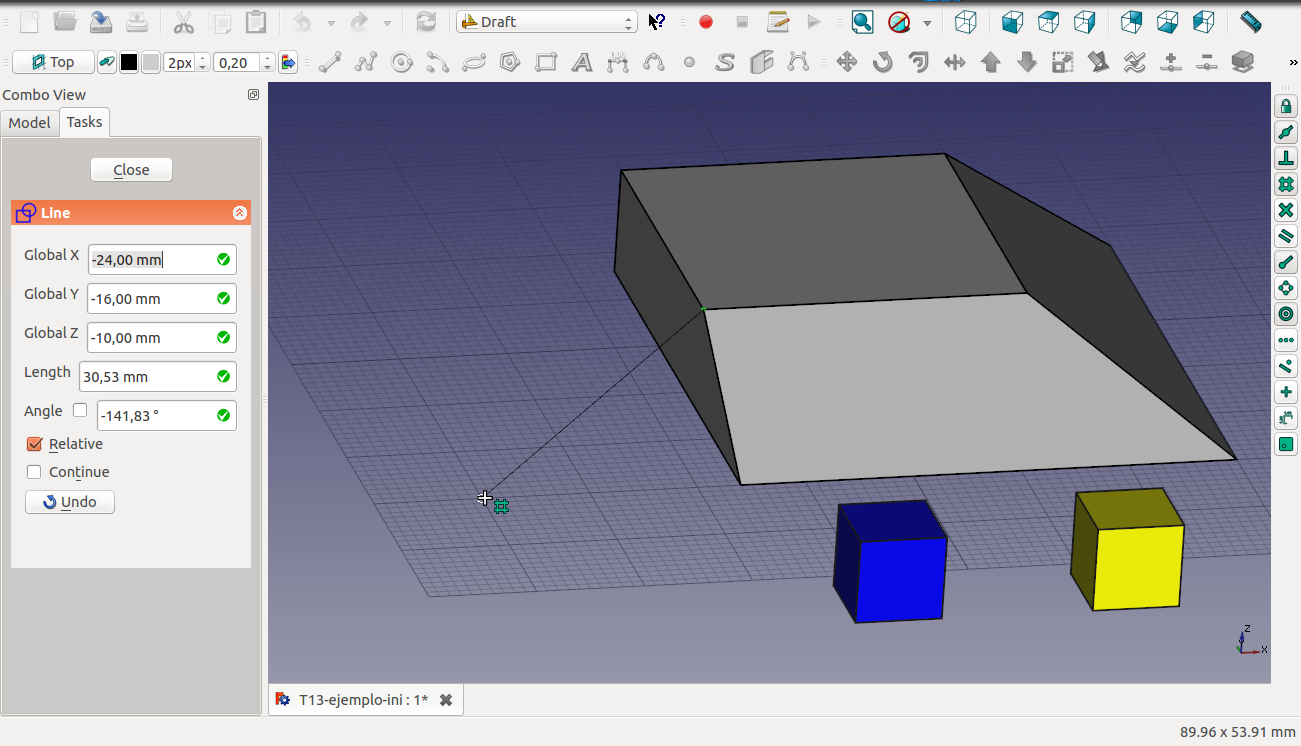 Draft
Top
2px
0,20
Combo View
Model
Tasks
Close
Line
Global X
-24,00 mm
Global Y
-16,00 mm
Global Z
-10,00 mm
Length
30,53 mm
Angle
-141,83 °
Relative
Continue
Undo
z
x
T13-ejemplo-ini : 1*
89.96 x 53.91 mm